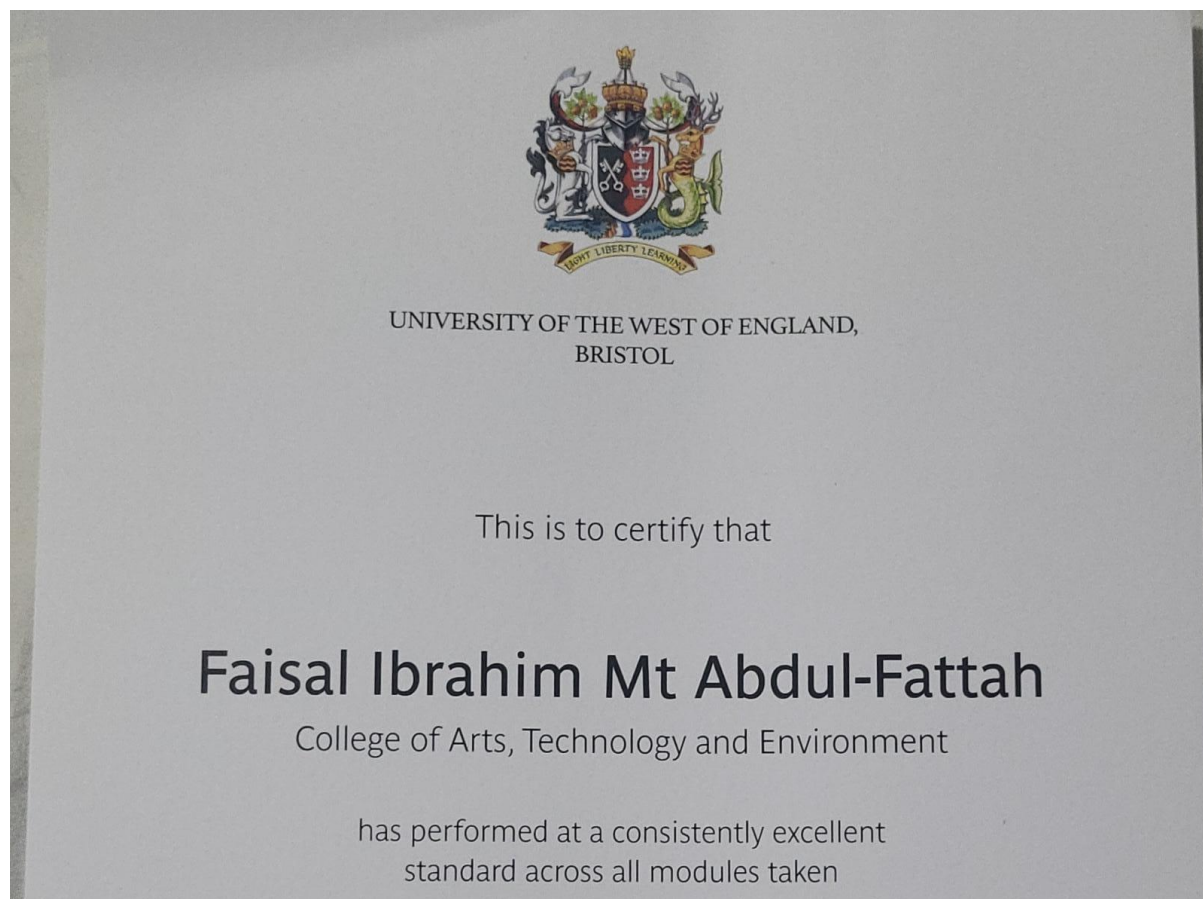 LIGHT LIBERTY LEARNING
UNIVERSITY OF THE WEST OF ENGLAND,
BRISTOL
This is to certify that
Faisal Ibrahim Mt Abdul-Fattah
College of Arts, Technology and Environment
has performed at a consistently excellent
standard across all modules taken